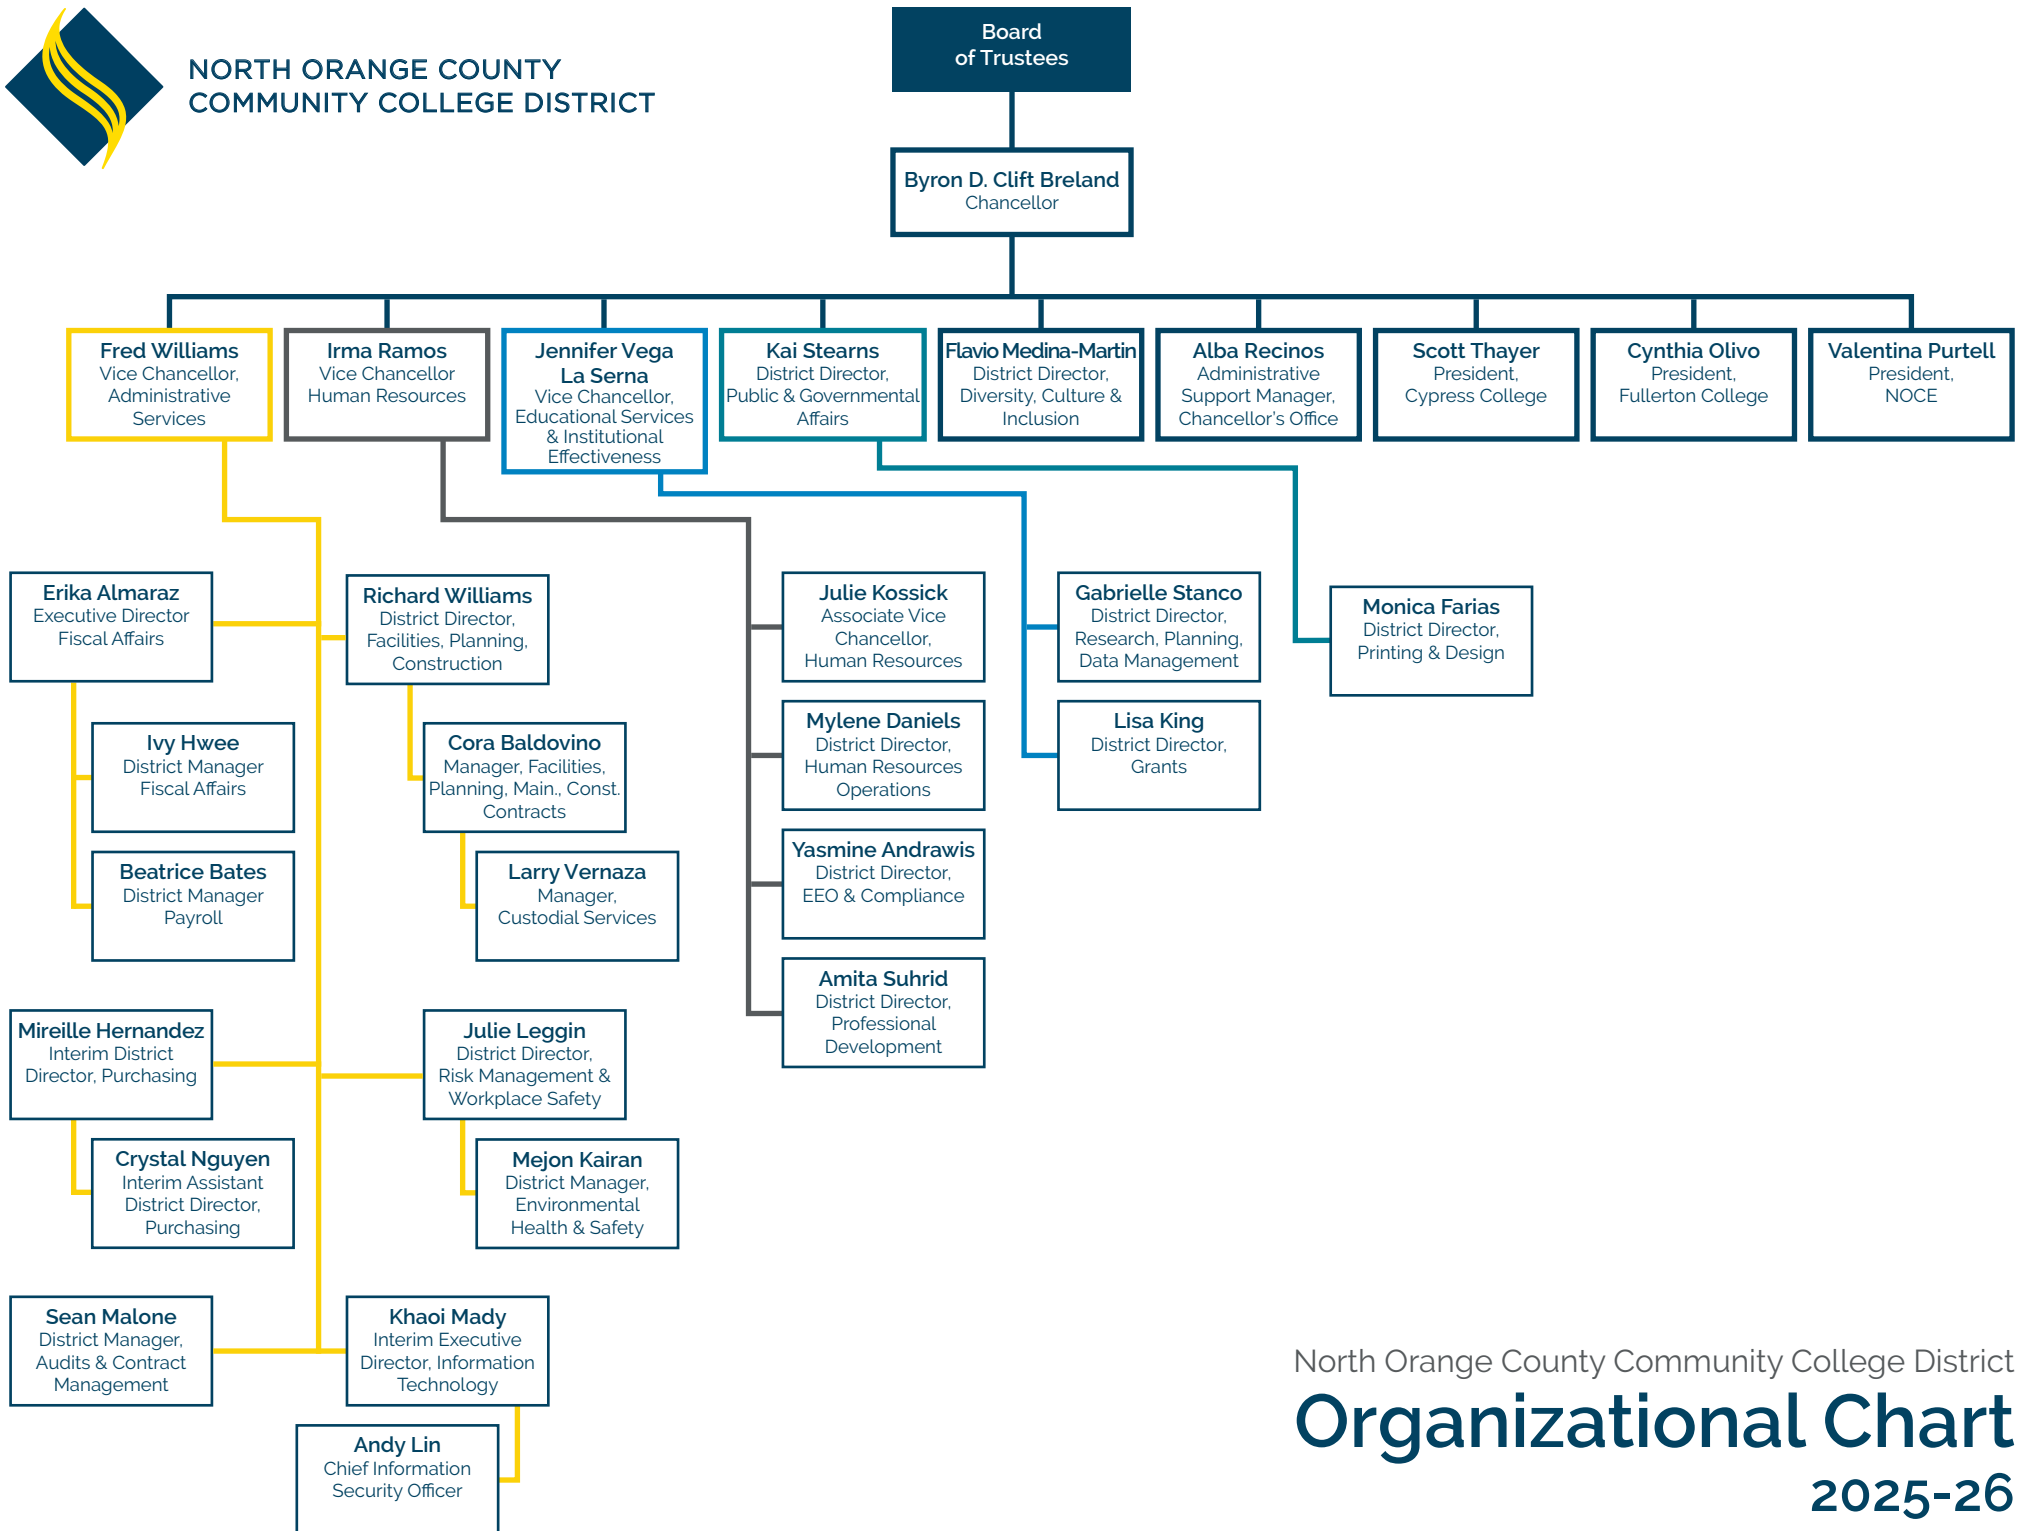 NORTH ORANGE COUNTY
COMMUNITY COLLEGE DISTRICT
Board
of Trustees
Byron D. Clift Breland
Chancellor
Fred Williams
Vice Chancellor,
Administrative
Services
Irma Ramos
Vice Chancellor
Human Resources
Jennifer Vega
La Serna
Vice Chancellor,
Educational Services
& Institutional
Effectiveness
Kai Stearns
District Director,
Public & Governmental
Affairs
Flavio Medina-Martin
District Director,
Diversity, Culture &
Inclusion
Alba Recinos
Administrative
Support Manager,
Chancellor's Office
Scott Thayer
President,
Cypress College
Cynthia Olivo
President,
Fullerton College
Valentina Purtell
President,
NOCE
Erika Almaraz
Executive Director
Fiscal Affairs
Ivy Hwee
District Manager
Fiscal Affairs
Beatrice Bates
District Manager
Payroll
Richard Williams
District Director,
Facilities, Planning,
Construction
Cora Baldovino
Manager, Facilities,
Planning, Main., Const.
Contracts
Larry Vernaza
Manager,
Custodial Services
Julie Kossick
Associate Vice
Chancellor,
Human Resources
Mylene Daniels
District Director,
Human Resources
Operations
Yasmine Andrawis
District Director,
EEO & Compliance
Amita Suhrid
District Director,
Professional
Development
Gabrielle Stanco
District Director,
Research, Planning,
Data Management
Lisa King
District Director,
Grants
Monica Farias
District Director,
Printing & Design
Mireille Hernandez
Interim District
Director, Purchasing
Crystal Nguyen
Interim Assistant
District Director,
Purchasing
Julie Leggin
District Director,
Risk Management &
Workplace Safety
Mejon Kairan
District Manager,
Environmental
Health & Safety
Sean Malone
District Manager,
Audits & Contract
Management
Khaoi Mady
Interim Executive
Director, Information
Technology
Andy Lin
Chief Information
Security Officer
North Orange County Community College District
Organizational Chart
2025-26